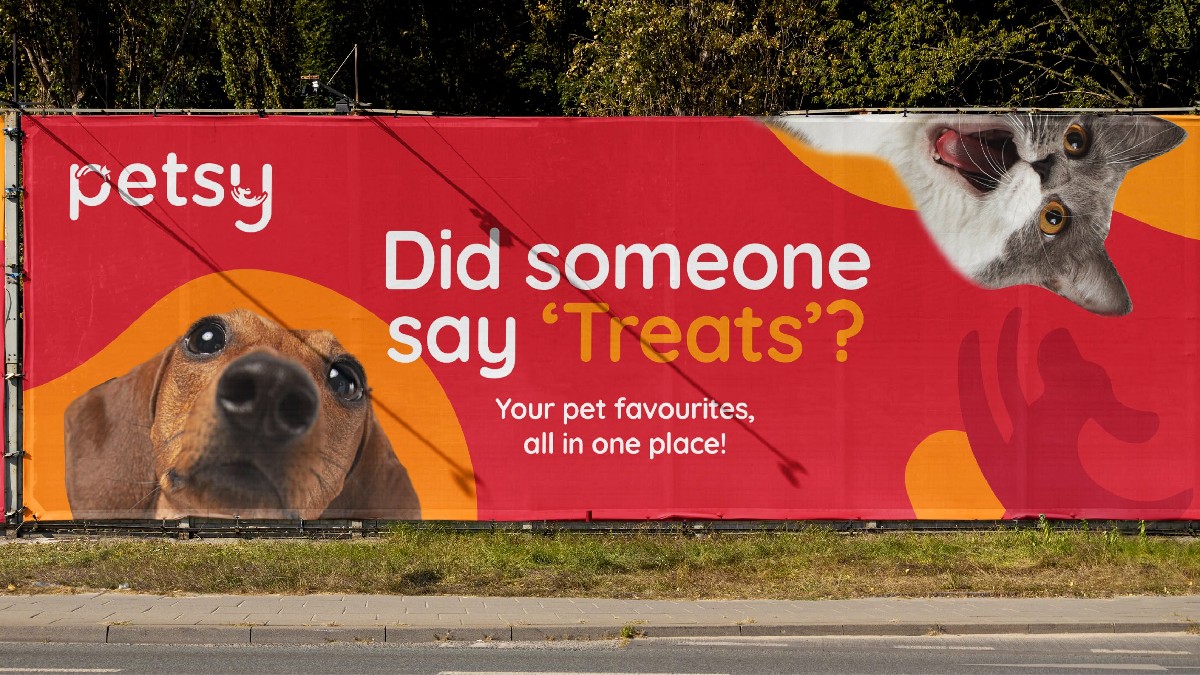 petsy
Did someone
say ‘Treats’?
Your pet favourites,
all in one place!